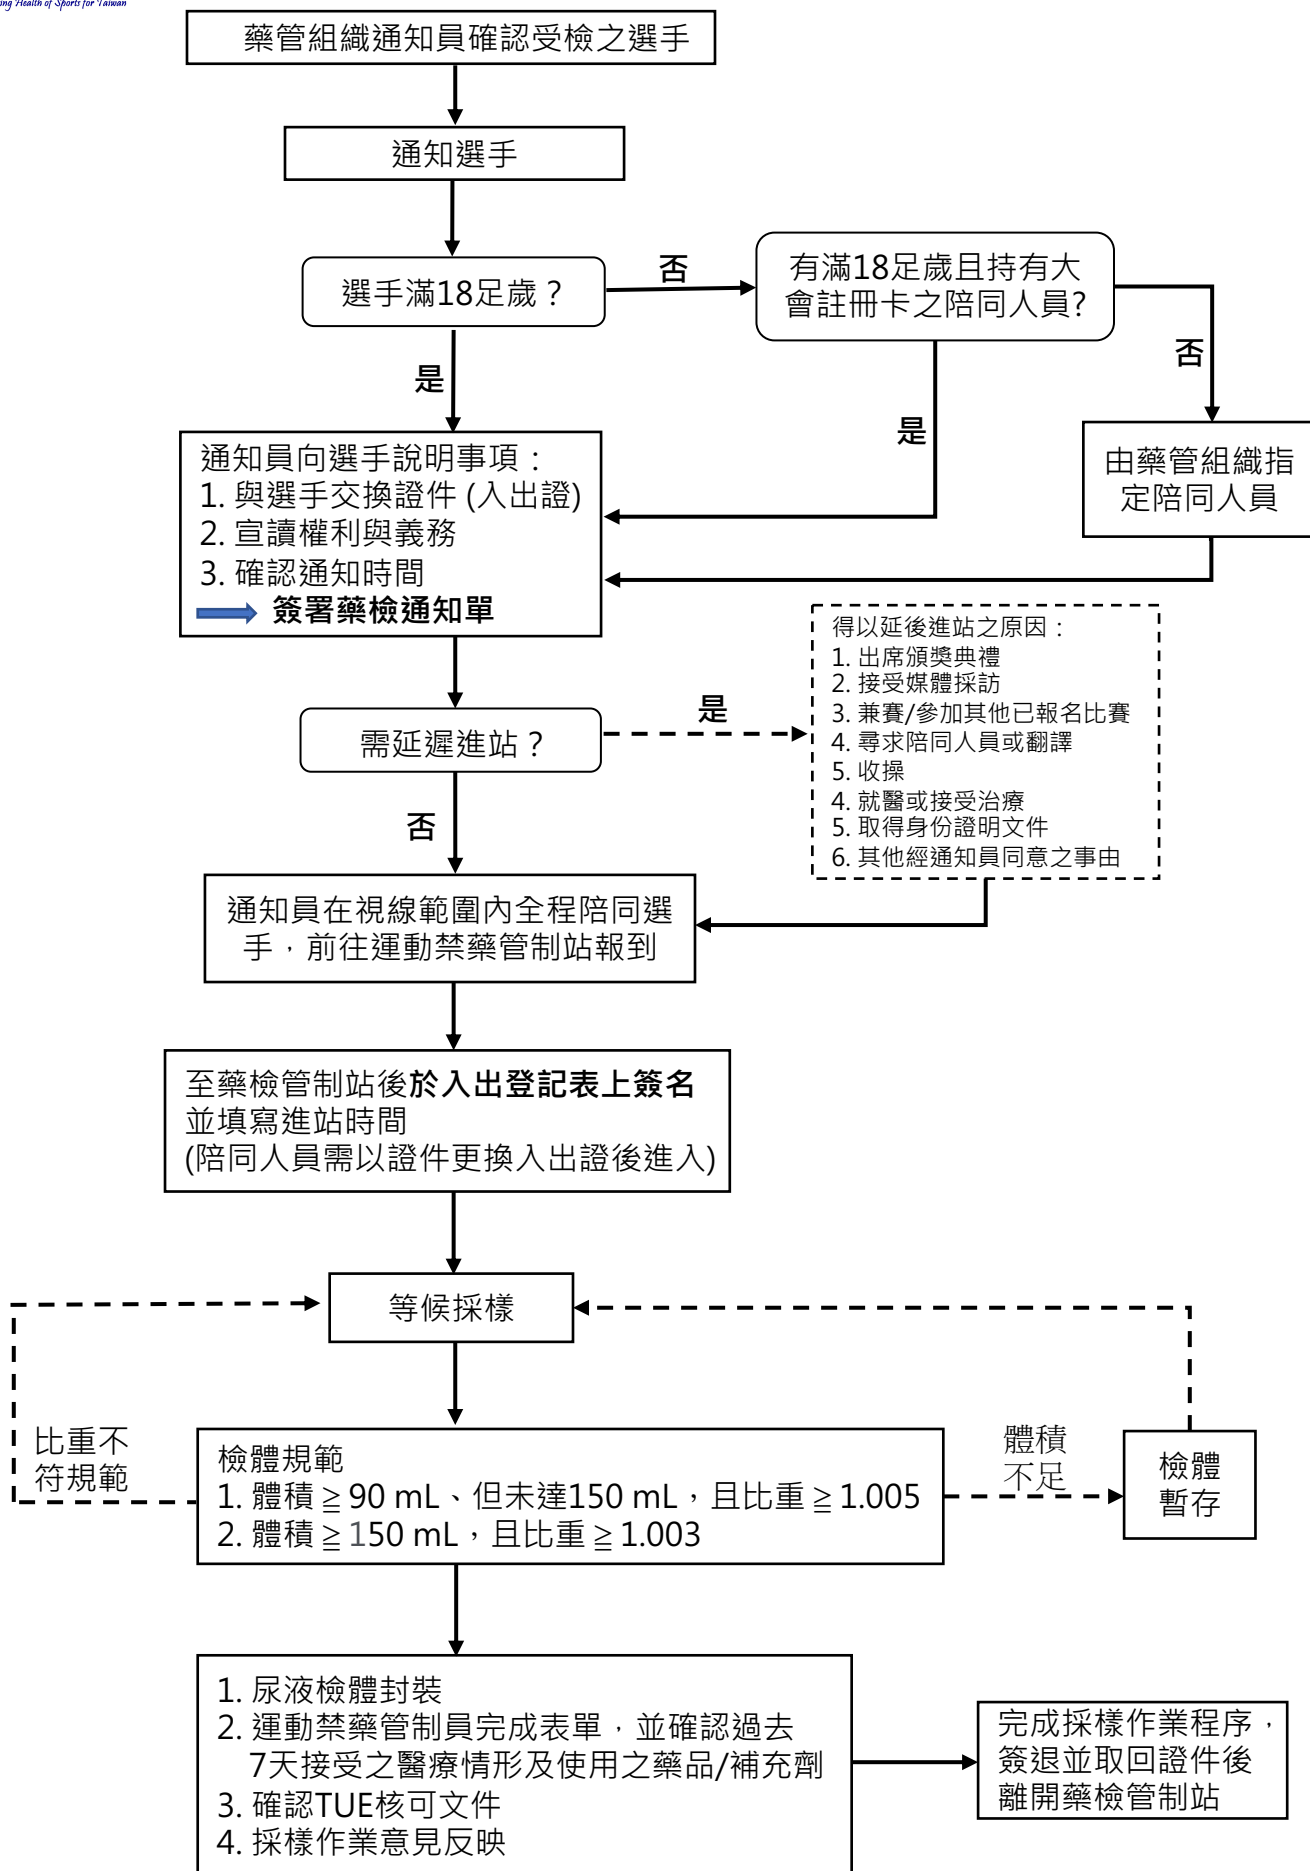 ing Health of Sports for Taiwan
藥管組織通知員確認受檢之選手
通知選手
選手滿18足歲？
否
有滿18足歲且持有大
會註冊卡之陪同人員?
是
否
是
由藥管組織指
定陪同人員
通知員向選手說明事項：
1. 與選手交換證件 (入出證)
2. 宣讀權利與義務
3. 確認通知時間
簽署藥檢通知單
需延遲進站？
是
得以延後進站之原因：
1. 出席頒獎典禮
2. 接受媒體採訪
3. 兼賽/參加其他已報名比賽
4. 尋求陪同人員或翻譯
5. 收操
4. 就醫或接受治療
5. 取得身份證明文件
6. 其他經通知員同意之事由
否
通知員在視線範圍內全程陪同選
手，前往運動禁藥管制站報到
至藥檢管制站後於入出登記表上簽名
並填寫進站時間
(陪同人員需以證件更換入出證後進入)
等候採樣
比重不
符規範
檢體規範
1. 體積 ≧ 90 mL、但未達150 mL，且比重 ≧ 1.005
2. 體積 ≧ 150 mL，且比重 ≧ 1.003
體積
不足
檢體
暫存
1. 尿液檢體封裝
2. 運動禁藥管制員完成表單，並確認過去
7天接受之醫療情形及使用之藥品/補充劑
3. 確認TUE核可文件
4. 採樣作業意見反映
完成採樣作業程序，
簽退並取回證件後
離開藥檢管制站